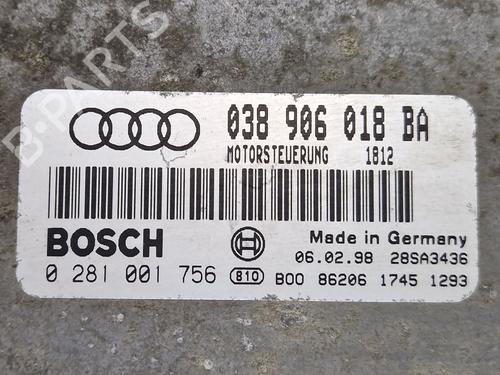 038 906 018 BA
MOTORSTEUERUNG 1812
BOSCH
Made in Germany
06.02.98 28SA3436
0 281 001 756 810 B00 86206 1745 1293
B-PARTS